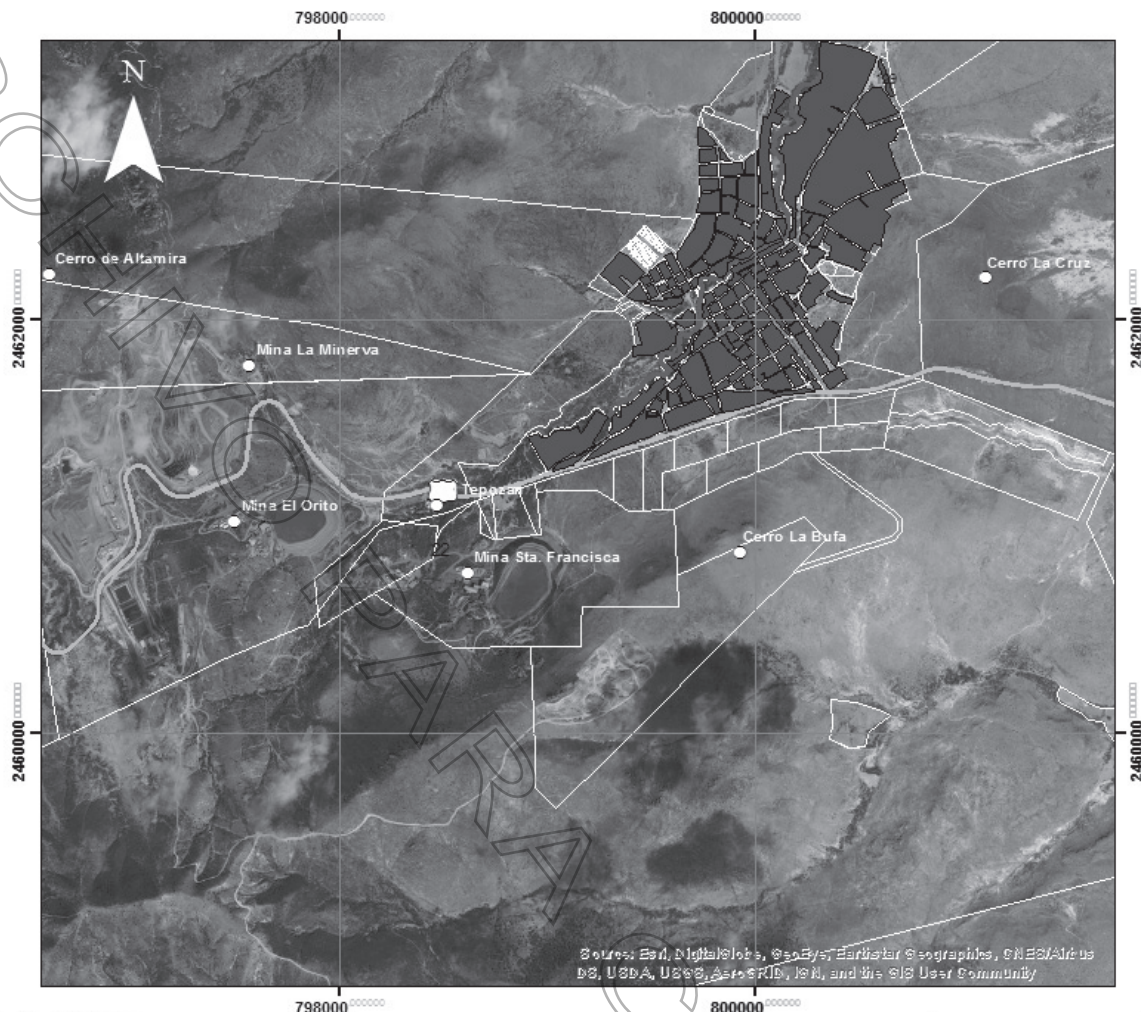 798000 800000
N
Cerro de Altamira
Cerro La Cruz
2462000 2462000
Mina La Minerva
Mina El Orito
Tepozan
Mina Sta. Francisca
Cerro La Bufa
2460000 2460000
Source: Esri, DigitalGlobe, GeoEye, Earthstar Geographics, CNES/Airbus
DS, USDA, USGS, AeroGRID, IGN, and the GIS User Community
798000 800000